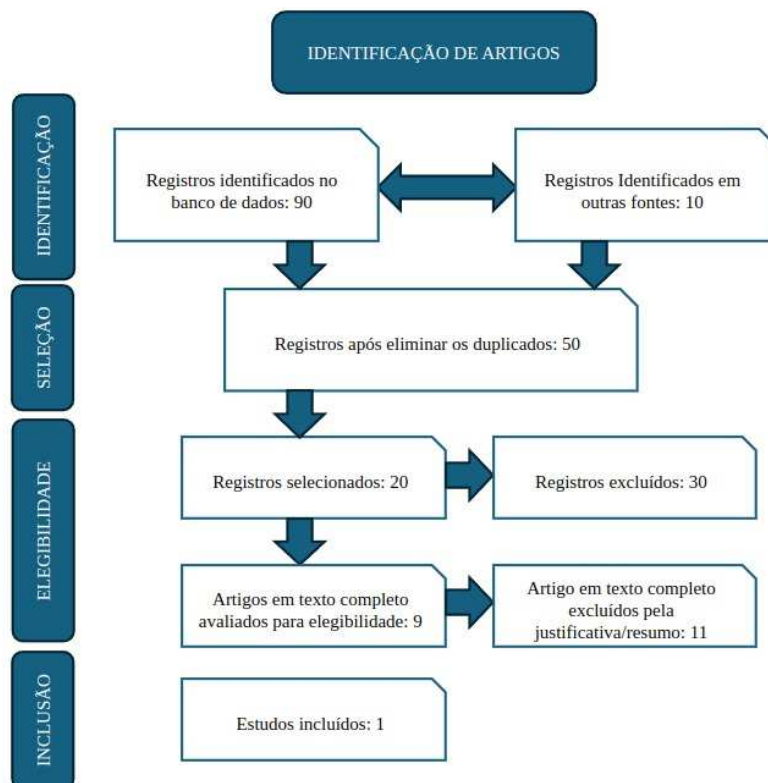 IDENTIFICAÇÃO DE ARTIGOS
IDENTIFICAÇÃO
Registros identificados no
banco de dados: 90
Registros Identificados em
outras fontes: 10
SELEÇÃO
Registros após eliminar os duplicados: 50
ELEGIBILIDADE
Registros selecionados: 20
Registros excluídos: 30
Artigos em texto completo
avaliados para elegibilidade: 9
Artigo em texto completo
excluídos pela
justificativa/resumo: 11
INCLUSÃO
Estudos incluídos: 1